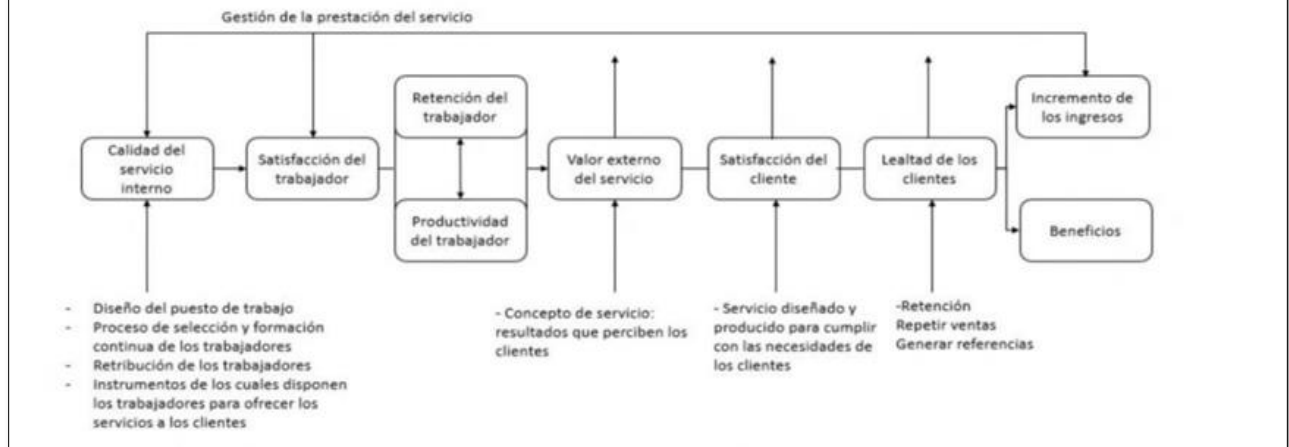 Gestión de la prestación del servicio
Retención del
trabajador
Incremento de
los ingresos
Calidad del
servicio
interno
Satisfacción del
trabajador
Valor externo
del servicio
Satisfacción del
cliente
Lealtad de los
clientes
Productividad
del trabajador
Beneficios
- Diseño del puesto de trabajo
- Proceso de selección y formación
continua de los trabajadores
- Retribución de los trabajadores
- Instrumentos de los cuales disponen
los trabajadores para ofrecer los
servicios a los clientes
- Concepto de servicio:
resultados que perciben los
clientes
- Servicio diseñado y
producido para cumplir
con las necesidades de
los clientes
-Retención
Repetir ventas
Generar referencias